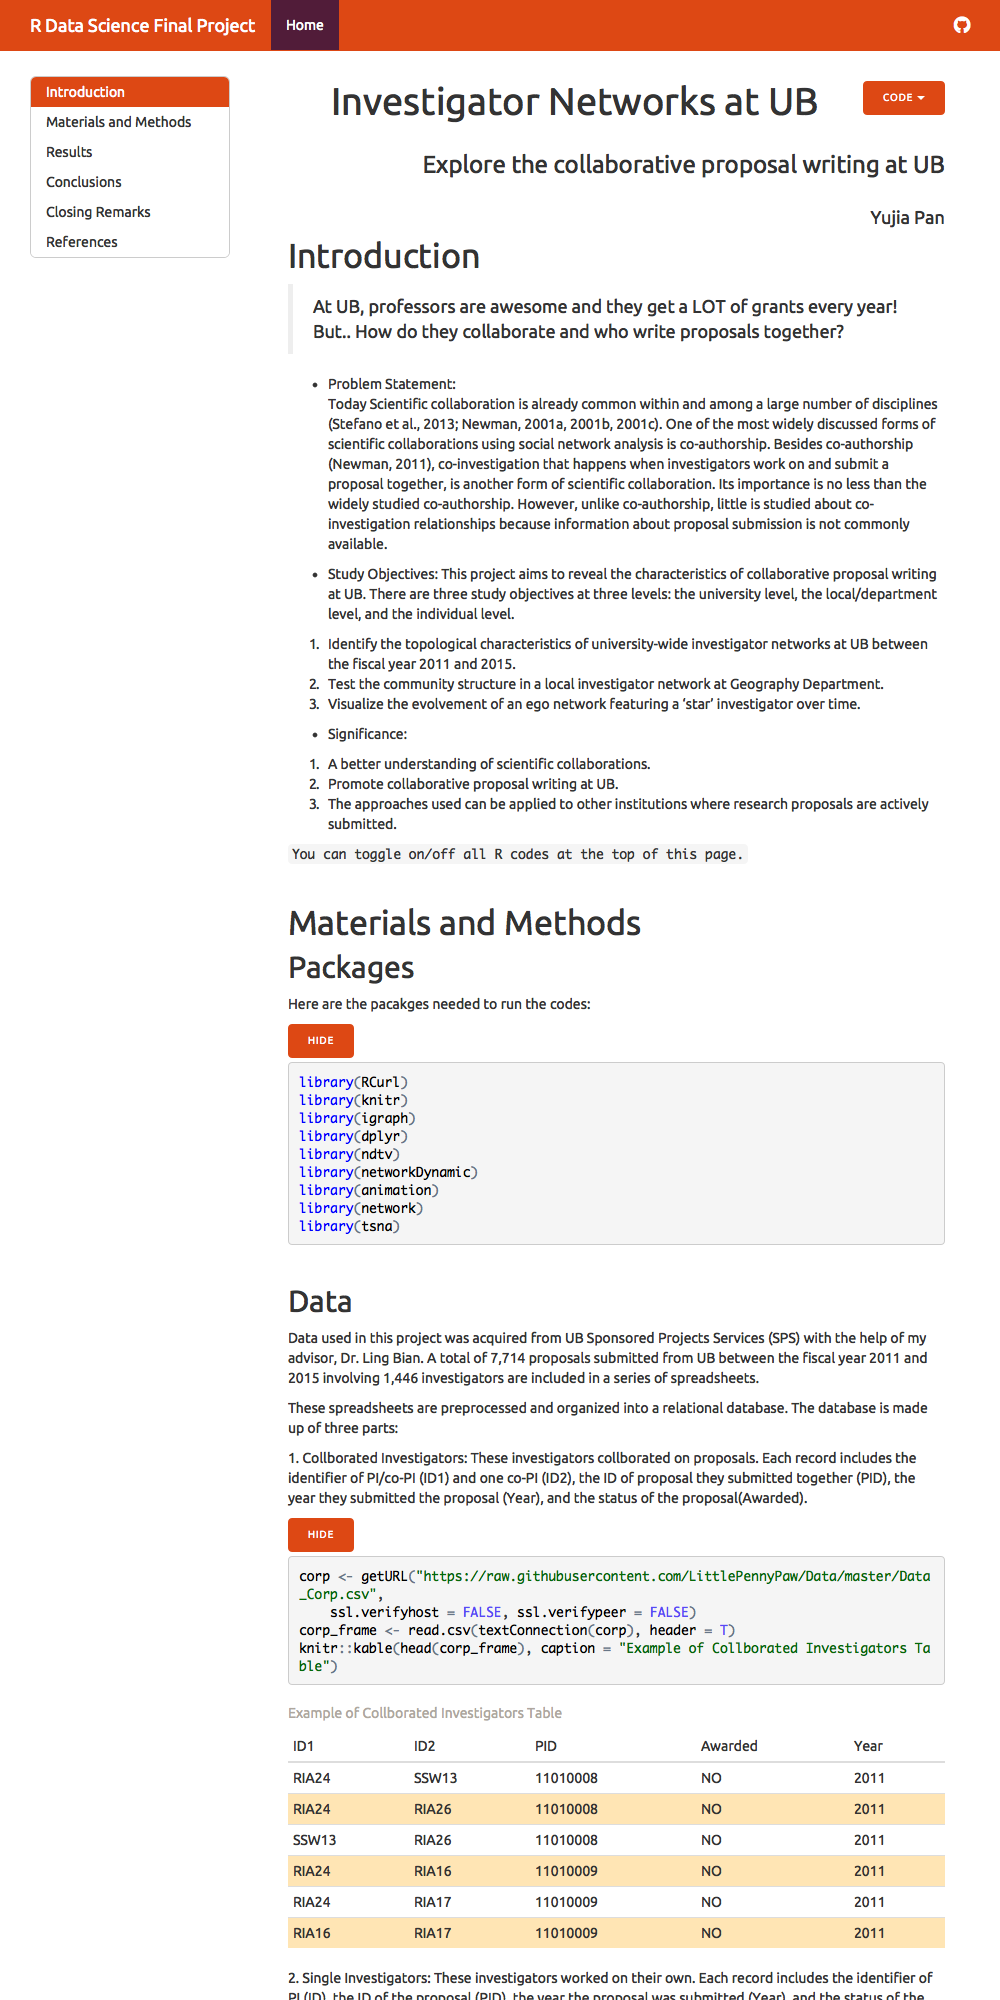 R Data Science Final Project
Home
Introduction
Materials and Methods
Results
Conclusions
Closing Remarks
References
Investigator Networks at UB
CODE
Explore the collaborative proposal writing at UB
Yujia Pan
Introduction
At UB, professors are awesome and they get a LOT of grants every year!
But.. How do they collaborate and who write proposals together?
• Problem Statement:
Today Scientific collaboration is already common within and among a large number of disciplines
(Stefano et al., 2013; Newman, 2001a, 2001b, 2001c). One of the most widely discussed forms of
scientific collaborations using social network analysis is co-authorship. Besides co-authorship
(Newman, 2011), co-investigation that happens when investigators work on and submit a
proposal together, is another form of scientific collaboration. Its importance is no less than the
widely studied co-authorship. However, unlike co-authorship, little is studied about co-
investigation relationships because information about proposal submission is not commonly
available.
• Study Objectives: This project aims to reveal the characteristics of collaborative proposal writing
at UB. There are three study objectives at three levels: the university level, the local/department
level, and the individual level.
1. Identify the topological characteristics of university-wide investigator networks at UB between
the fiscal year 2011 and 2015.
2. Test the community structure in a local investigator network at Geography Department.
3. Visualize the evolvement of an ego network featuring a ‘star’ investigator over time.
• Significance:
1. A better understanding of scientific collaborations.
2. Promote collaborative proposal writing at UB.
3. The approaches used can be applied to other institutions where research proposals are actively
submitted.
You can toggle on/off all R codes at the top of this page.
Materials and Methods
Packages
Here are the pacakges needed to run the codes:
HIDE
library(RCurl)
library(knitr)
library(igraph)
library(dplyr)
library(ndtv)
library(networkDynamic)
library(animation)
library(network)
library(tsna)
Data
Data used in this project was acquired from UB Sponsored Projects Services (SPS) with the help of my
advisor, Dr. Ling Bian. A total of 7,714 proposals submitted from UB between the fiscal year 2011 and
2015 involving 1,446 investigators are included in a series of spreadsheets.
These spreadsheets are preprocessed and organized into a relational database. The database is made
up of three parts:
1. Collborated Investigators: These investigators collborated on proposals. Each record includes the
identifier of PI/co-PI (ID1) and one co-PI (ID2), the ID of proposal they submitted together (PID), the
year they submitted the proposal (Year), and the status of the proposal(Awarded).
HIDE
corp <- getURL("https://raw.githubusercontent.com/LittlePennyPaw/Data/master/Data
_Corp.csv",
ssl.verifyhost = FALSE, ssl.verifypeer = FALSE)
corp_frame <- read.csv(textConnection(corp), header = T)
knitr::kable(head(corp_frame), caption = "Example of Collborated Investigators Ta
ble")
Example of Collborated Investigators Table
ID1 ID2 PID Awarded Year
RIA24 SSW13 11010008 NO 2011
RIA24 RIA26 11010008 NO 2011
SSW13 RIA26 11010008 NO 2011
RIA24 RIA16 11010009 NO 2011
RIA24 RIA17 11010009 NO 2011
RIA16 RIA17 11010009 NO 2011
2. Single Investigators: These investigators worked on their own. Each record includes the identifier of
PI (ID), the ID of the proposal (PID), the year the proposal was submitted (Year), and the status of the